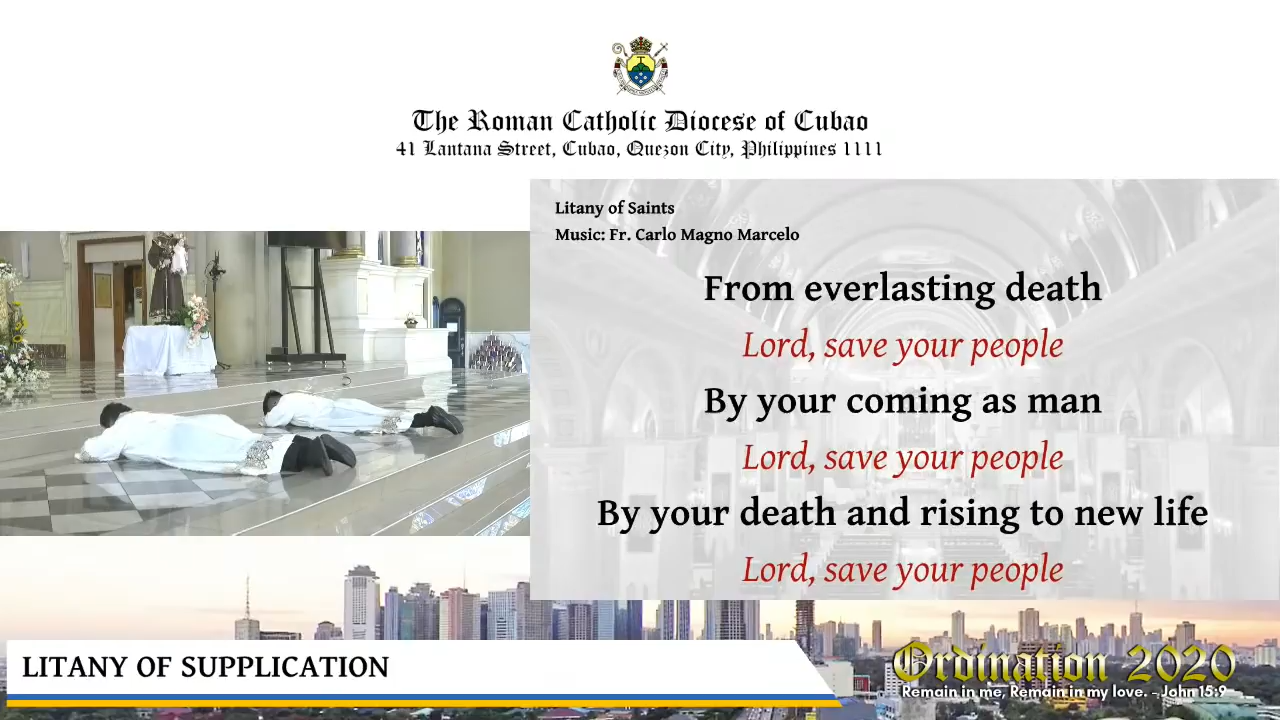 The Roman Catholic Diocese of Cubao
41 Lantana Street, Cubao, Quezon City, Philippines 1111
Litany of Saints
Music: Fr. Carlo Magno Marcelo
From everlasting death
Lord, save your people
By your coming as man
Lord, save your people
By your death and rising to new life
Lord, save your people
LITANY OF SUPPLICATION
Ordination 2020
Remain in me, Remain in my love. - John 15:9